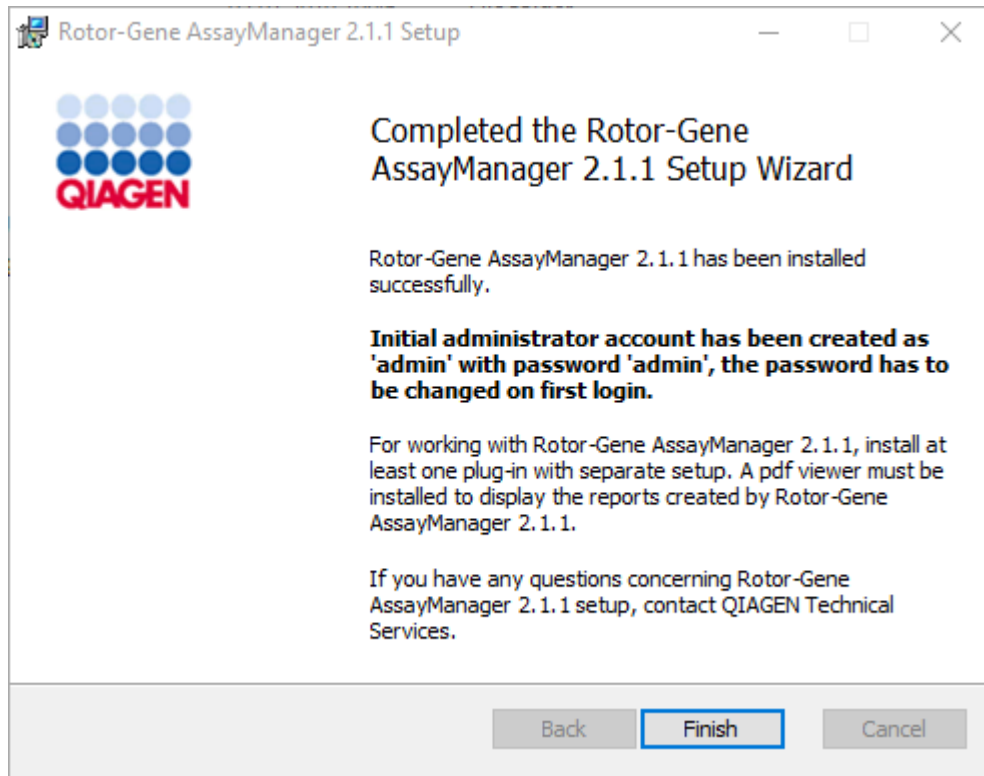 Rotor-Gene AssayManager 2.1.1 Setup
QIAGEN
Completed the Rotor-Gene
AssayManager 2.1.1 Setup Wizard
Rotor-Gene AssayManager 2.1.1 has been installed
successfully.
Initial administrator account has been created as
'admin' with password 'admin', the password has to
be changed on first login.
For working with Rotor-Gene AssayManager 2.1.1, install at
least one plug-in with separate setup. A pdf viewer must be
installed to display the reports created by Rotor-Gene
AssayManager 2.1.1.
If you have any questions concerning Rotor-Gene
AssayManager 2.1.1 setup, contact QIAGEN Technical
Services.
Back
Finish
Cancel